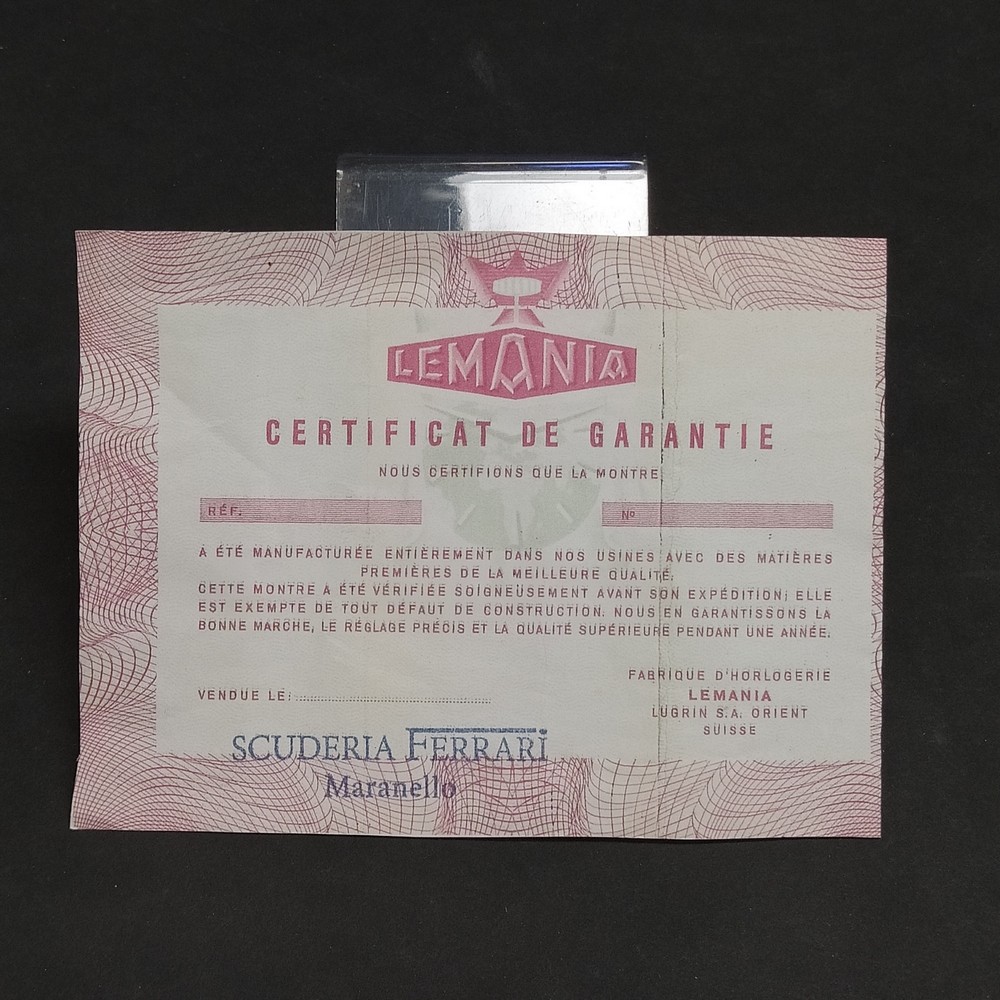 LEMANIA
CERTIFICAT DE GARANTIE
NOUS CERTIFIONS QUE LA MONTRE
RÉF. Nº
A ÉTÉ MANUFACTURÉE ENTIÈREMENT DANS NOS USINES AVEC DES MATIÈRES
PREMIÈRES DE LA MEILLEURE QUALITÉ.
CETTE MONTRE A ÉTÉ VÉRIFIÉE SOIGNEUSEMENT AVANT SON EXPÉDITION; ELLE
EST EXEMPTE DE TOUT DÉFAUT DE CONSTRUCTION. NOUS EN GARANTISSONS LA
BONNE MARCHE, LE RÉGLAGE PRÉCIS ET LA QUALITÉ SUPÉRIEURE PENDANT UNE ANNÉE.
FABRIQUE D'HORLOGERIE
LEMANIA
LUGRIN S.A. ORIENT
SUISSE
VENDUE LE:
SCUDERIA FERRARI
Maranello